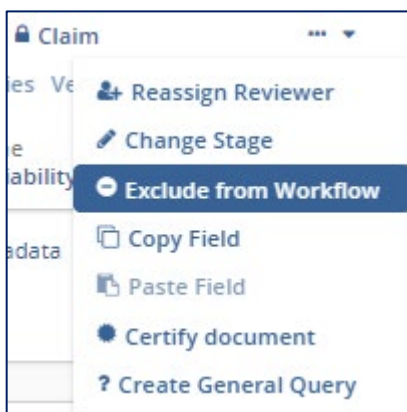 Claim
Reassign Reviewer
Change Stage
Exclude from Workflow
Copy Field
Paste Field
Certify document
? Create General Query